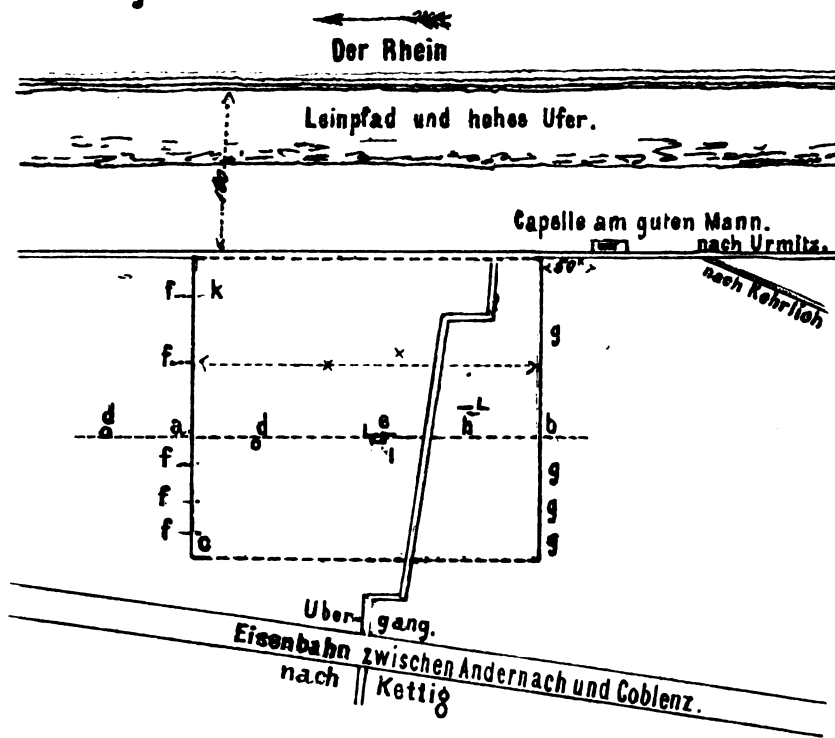 Der Rhein
Leinpfad und hohes Ufer.
Capelle am guten Mann.
nach Urmitz.
nach Kehrlich
f k
g
f
d a d e h L b
f g
f g
f c g
Uber- gang.
Eisenbahn zwischen Andernach und Coblenz.
nach Kettig